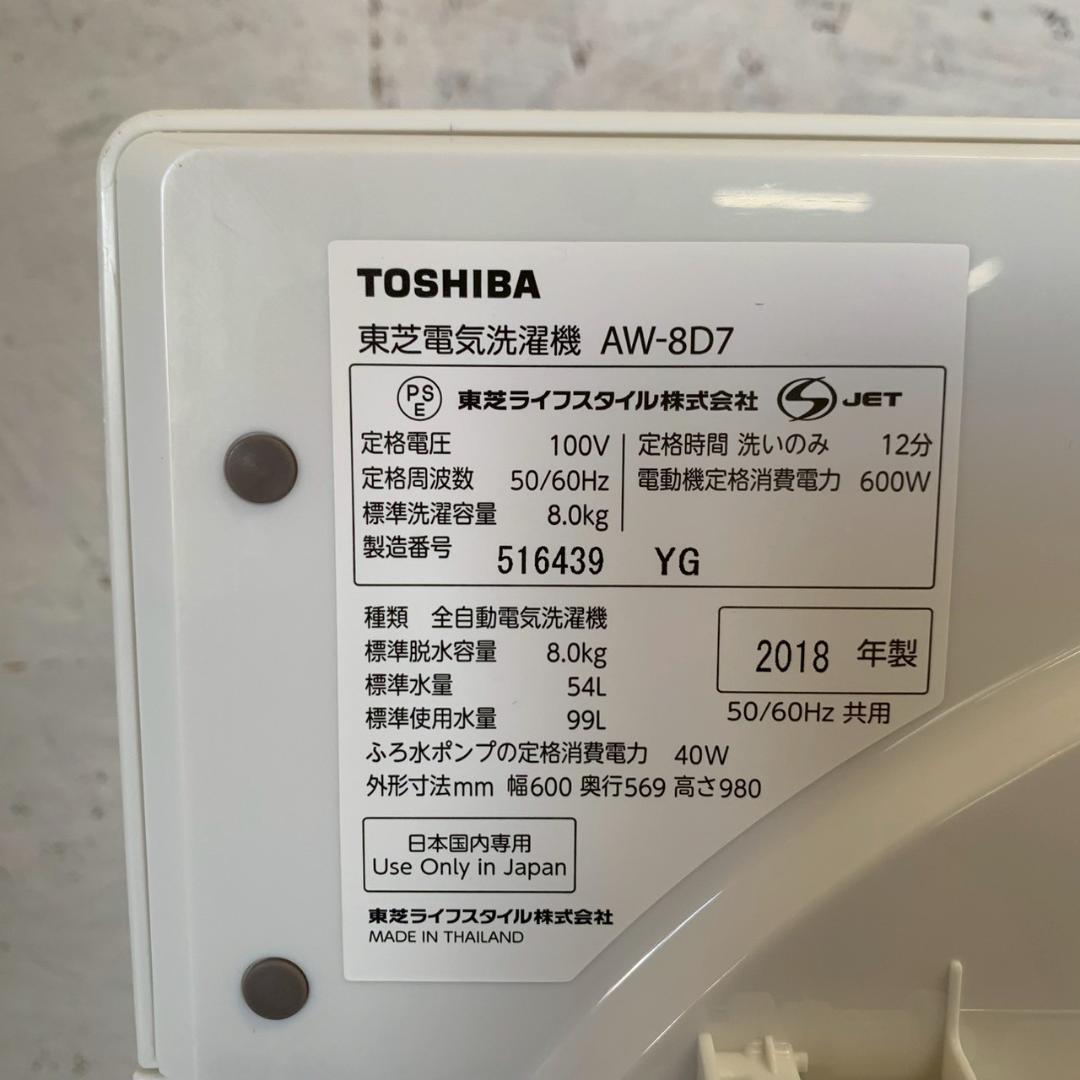 TOSHIBA
東芝電気洗濯機 AW-8D7
PSE 東芝ライフスタイル株式会社 JET
定格電圧 100V
定格周波数 50/60Hz
標準洗濯容量 8.0kg
定格時間 洗いのみ 12分
電動機定格消費電力 600W
製造番号 516439 YG
種類 全自動電気洗濯機
標準脱水容量 8.0kg
標準水量 54L
標準使用水量 99L
2018 年製
50/60Hz 共用
ふろ水ポンプの定格消費電力 40W
外形寸法mm 幅600 奥行569 高さ980
日本国内専用
Use Only in Japan
東芝ライフスタイル株式会社
MADE IN THAILAND